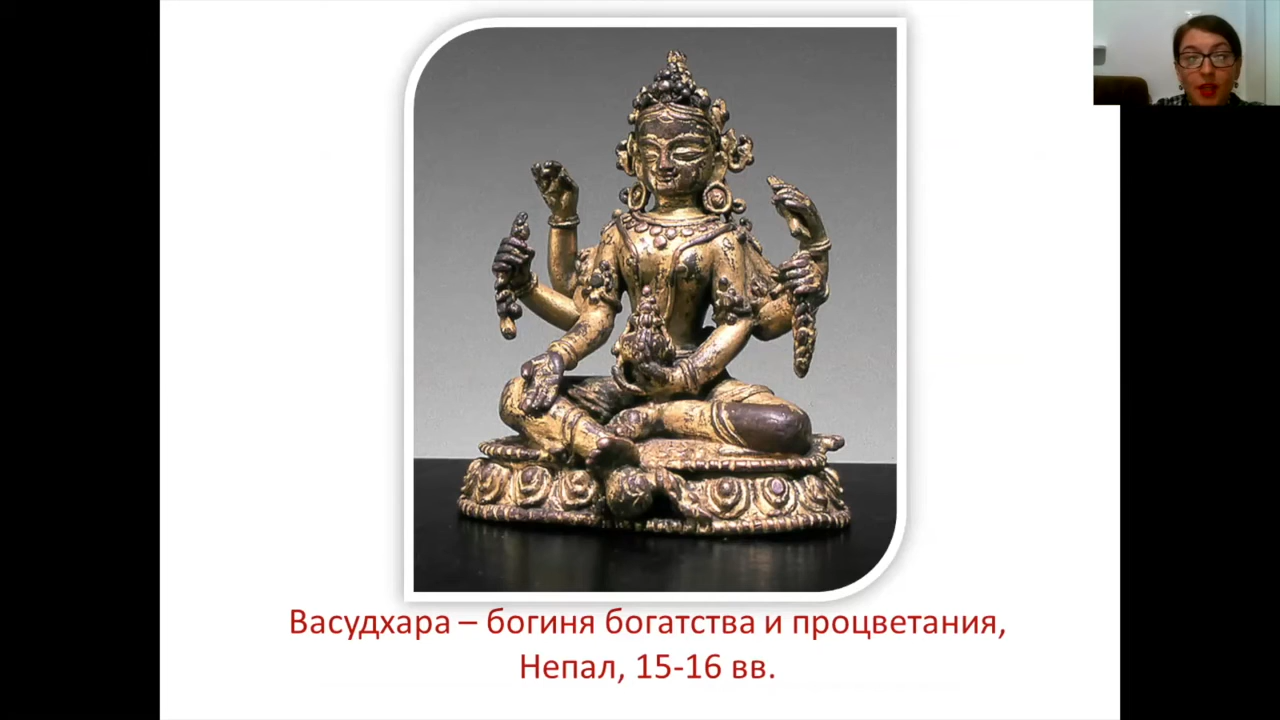 Васудхара – богиня богатства и процветания,
Непал, 15-16 вв.